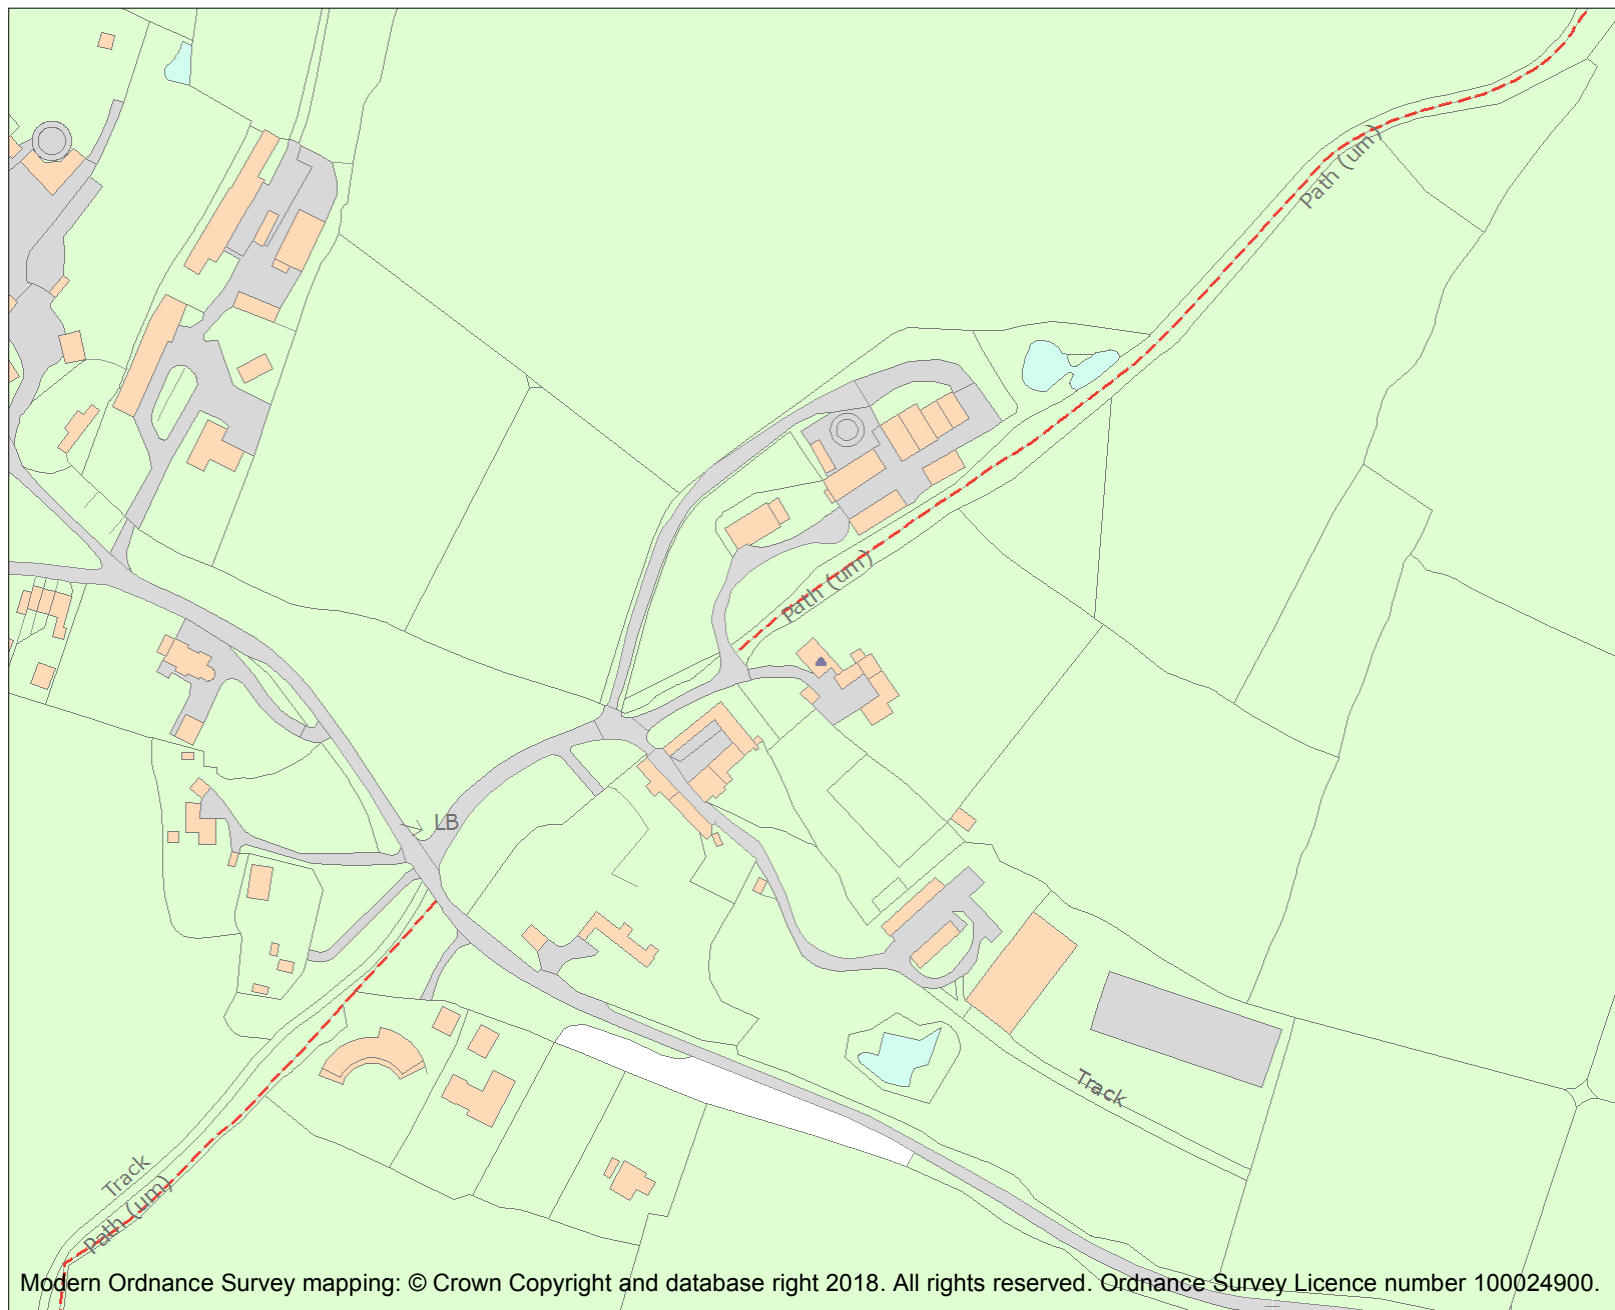 Path (um)
Path (um)
LB
Track
Track
Path (um)
Modern Ordnance Survey mapping: © Crown Copyright and database right 2018. All rights reserved. Ordnance Survey Licence number 100024900.